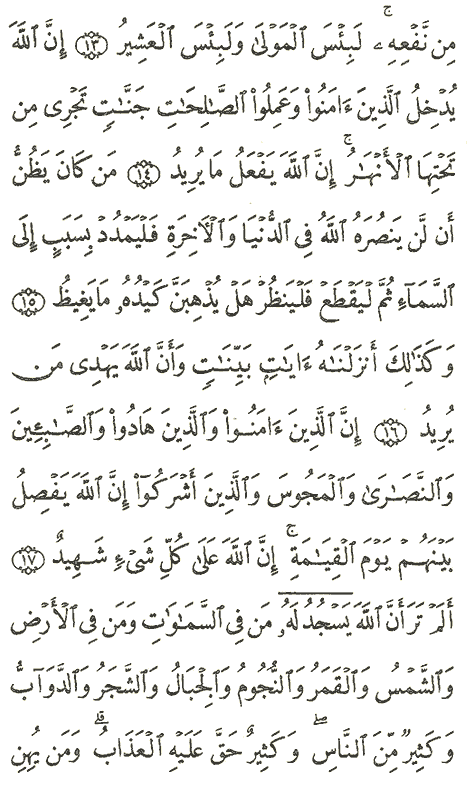 مِن نَّفْعِهِۦۚ لَبِئْسَ ٱلْمَوْلَىٰ وَلَبِئْسَ ٱلْعَشِيرُ ۝١٣ إِنَّ ٱللَّهَ
يُدْخِلُ ٱلَّذِينَ ءَامَنُوا۟ وَعَمِلُوا۟ ٱلصَّـٰلِحَـٰتِ جَنَّـٰتٍ تَجْرِى مِن
تَحْتِهَا ٱلْأَنْهَـٰرُۚ إِنَّ ٱللَّهَ يَفْعَلُ مَا يُرِيدُ ۝١٤ مَن كَانَ يَظُنُّ
أَن لَّن يَنصُرَهُ ٱللَّهُ فِى ٱلدُّنْيَا وَٱلْـَٔاخِرَةِ فَلْيَمْدُدْ بِسَبَبٍ إِلَى
ٱلسَّمَآءِ ثُمَّ لْيَقْطَعْ فَلْيَنظُرْ هَلْ يُذْهِبَنَّ كَيْدُهُۥ مَا يَغِيظُ ۝١٥
وَكَذَٰلِكَ أَنزَلْنَـٰهُ ءَايَـٰتٍۭ بَيِّنَـٰتٍ وَأَنَّ ٱللَّهَ يَهْدِى مَن
يُرِيدُ ۝١٦ إِنَّ ٱلَّذِينَ ءَامَنُوا۟ وَٱلَّذِينَ هَادُوا۟ وَٱلصَّـٰبِـِٔينَ
وَٱلنَّصَـٰرَىٰ وَٱلْمَجُوسَ وَٱلَّذِينَ أَشْرَكُوٓا۟ إِنَّ ٱللَّهَ يَفْصِلُ
بَيْنَهُمْ يَوْمَ ٱلْقِيَـٰمَةِۚ إِنَّ ٱللَّهَ عَلَىٰ كُلِّ شَىْءٍ شَهِيدٌ ۝١٧
أَلَمْ تَرَ أَنَّ ٱللَّهَ يَسْجُدُ لَهُۥ مَن فِى ٱلسَّمَـٰوَٰتِ وَمَن فِى ٱلْأَرْضِ
وَٱلشَّمْسُ وَٱلْقَمَرُ وَٱلنُّجُومُ وَٱلْجِبَالُ وَٱلشَّجَرُ وَٱلدَّوَآبُّ
وَكَثِيرٌ مِّنَ ٱلنَّاسِۖ وَكَثِيرٌ حَقَّ عَلَيْهِ ٱلْعَذَابُۗ وَمَن يُهِنِ